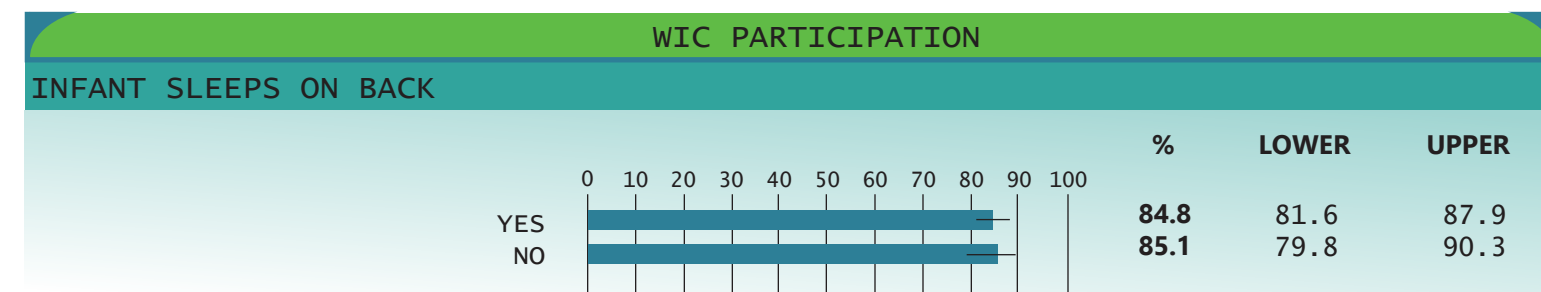 WIC PARTICIPATION
INFANT SLEEPS ON BACK
% LOWER UPPER
0 10 20 30 40 50 60 70 80 90 100
YES 84.8 81.6 87.9
NO 85.1 79.8 90.3